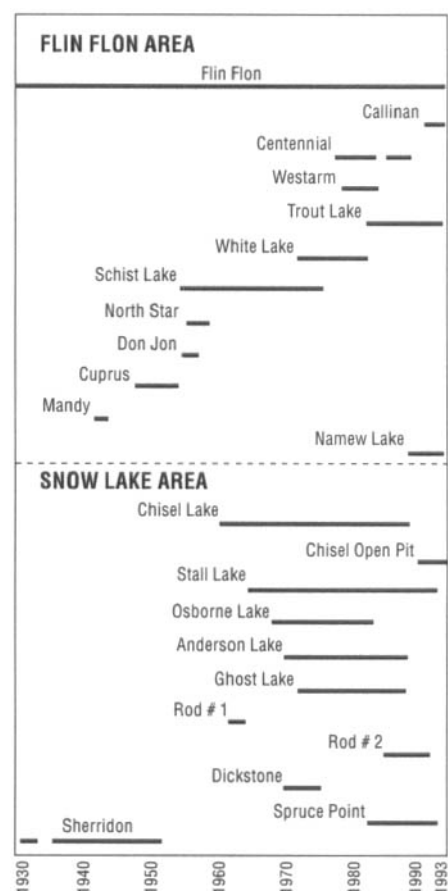 FLIN FLON AREA
Flin Flon
Callinan
Centennial
Westarm
Trout Lake
White Lake
Schist Lake
North Star
Don Jon
Cuprus
Mandy
Namew Lake
SNOW LAKE AREA
Chisel Lake
Chisel Open Pit
Stall Lake
Osborne Lake
Anderson Lake
Ghost Lake
Rod # 1
Rod # 2
Dickstone
Spruce Point
Sherridon
1930 1940 1950 1960 1970 1980 1990 1993